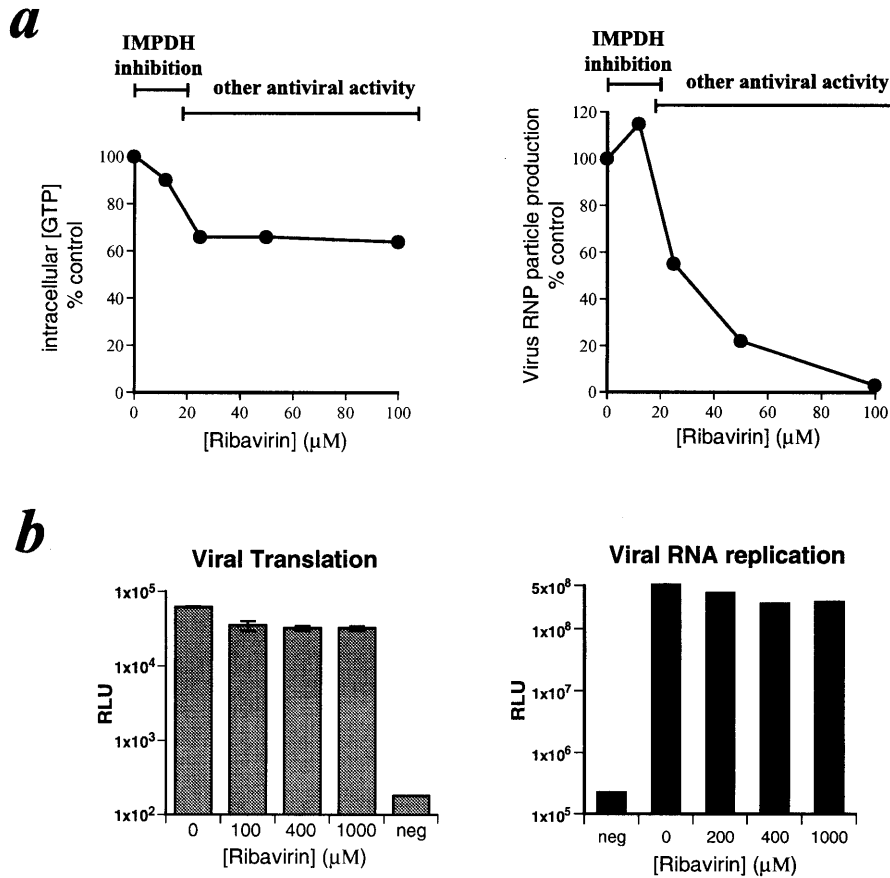 a
IMPDH
inhibition
other antiviral activity
intracellular [GTP]
% control
100
80
60
40
20
0
0 20 40 60 80 100
[Ribavirin] (µM)
IMPDH
inhibition
other antiviral activity
Virus RNP particle production
% control
120
100
80
60
40
20
0
0 20 40 60 80 100
[Ribavirin] (µM)
b
Viral Translation
RLU
1x10⁵
1x10⁴
1x10³
1x10²
0 100 400 1000 neg
[Ribavirin] (µM)
Viral RNA replication
RLU
5x10⁸
1x10⁸
1x10⁷
1x10⁶
1x10⁵
neg 0 200 400 1000
[Ribavirin] (µM)